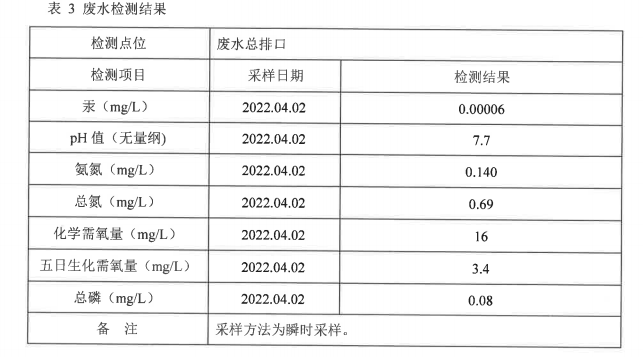 表 3 废水检测结果
检测点位 废水总排口
检测项目 采样日期 检测结果
汞（mg/L） 2022.04.02 0.00006
pH 值（无量纲) 2022.04.02 7.7
氨氮（mg/L） 2022.04.02 0.140
总氮（mg/L） 2022.04.02 0.69
化学需氧量（mg/L） 2022.04.02 16
五日生化需氧量（mg/L） 2022.04.02 3.4
总磷（mg/L） 2022.04.02 0.08
备 注 采样方法为瞬时采样。